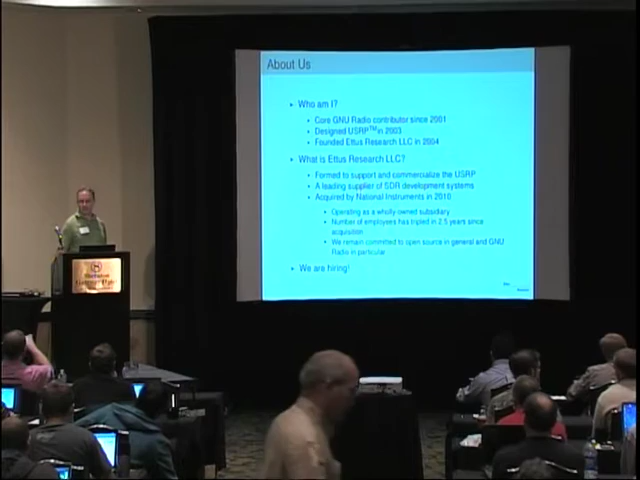 About Us
• Who am I?
• Core GNU Radio contributor since 2001
• Designed USRP™ in 2003
• Founded Ettus Research LLC in 2004
• What is Ettus Research LLC?
• Formed to support and commercialize the USRP
• A leading supplier of SDR development systems
• Acquired by National Instruments in 2010
• Operating as a wholly owned subsidiary
• Number of employees has tripled in 2.5 years since
acquisition
• We remain committed to open source in general and GNU
Radio in particular
• We are hiring!
Sheraton